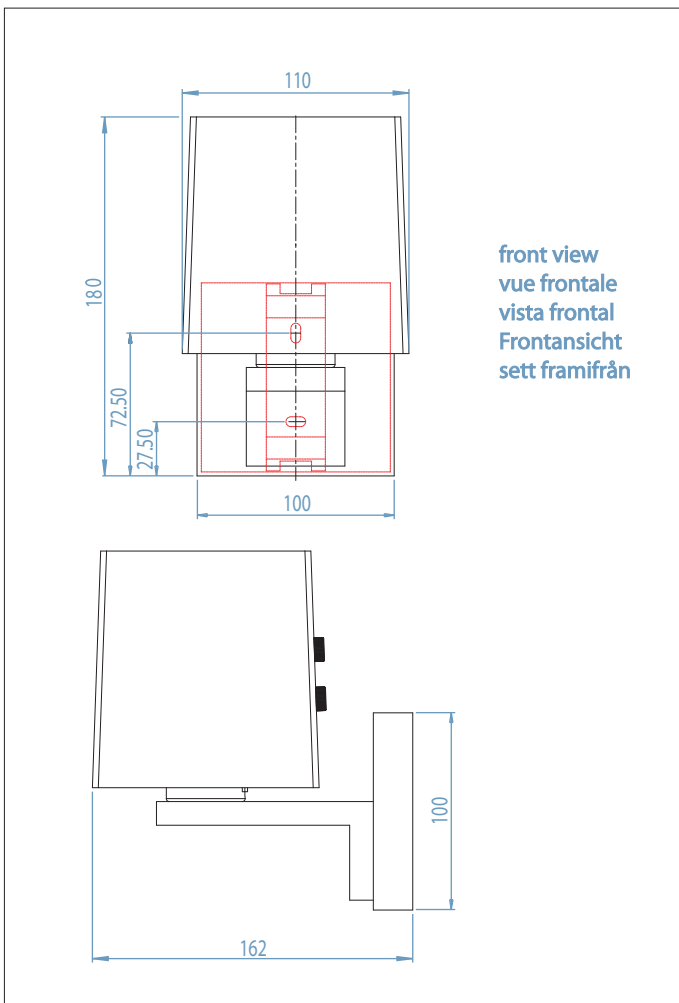 110
180
72.50
27.50
100
front view
vue frontale
vista frontal
Frontansicht
sett framifrån
100
162